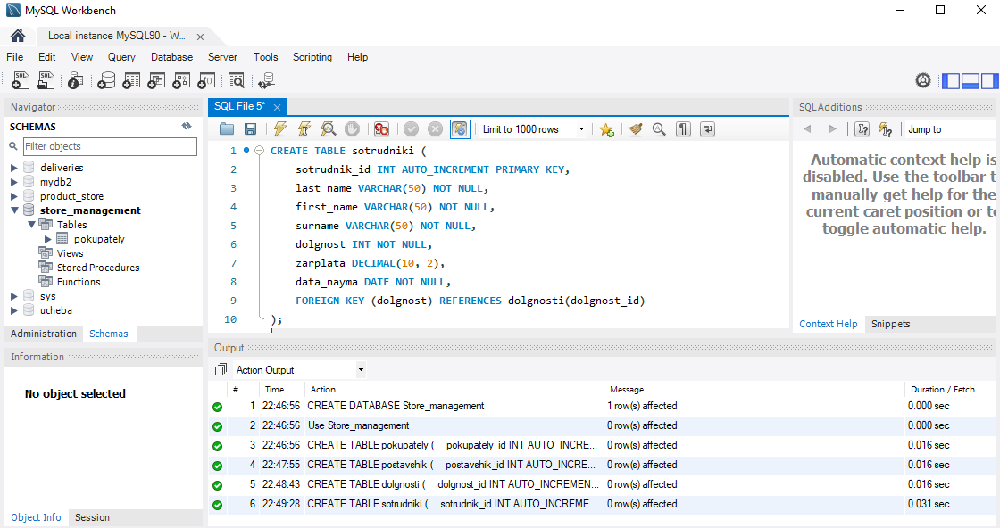 MySQL Workbench
Local instance MySQL90 - W...
File Edit View Query Database Server Tools Scripting Help
Navigator
SCHEMAS
Filter objects
deliveries
mydb2
product_store
store_management
Tables
pokupately
Views
Stored Procedures
Functions
sys
ucheba
Administration Schemas
Information
No object selected
Object Info Session
SQL File 5*
Limit to 1000 rows
1 CREATE TABLE sotrudniki (
2 sotrudnik_id INT AUTO_INCREMENT PRIMARY KEY,
3 last_name VARCHAR(50) NOT NULL,
4 first_name VARCHAR(50) NOT NULL,
5 surname VARCHAR(50) NOT NULL,
6 dolgnost INT NOT NULL,
7 zarplata DECIMAL(10, 2),
8 data_nayma DATE NOT NULL,
9 FOREIGN KEY (dolgnost) REFERENCES dolgnosti(dolgnost_id)
10 );
SQLAdditions
Jump to
Automatic context help is
disabled. Use the toolbar t
manually get help for the
current caret position or to
toggle automatic help.
Context Help Snippets
Output
Action Output
# Time Action Message Duration / Fetch
1 22:46:56 CREATE DATABASE Store_management 1 row(s) affected 0.000 sec
2 22:46:56 Use Store_management 0 row(s) affected 0.000 sec
3 22:46:56 CREATE TABLE pokupately ( pokupately_id INT AUTO_INCRE... 0 row(s) affected 0.016 sec
4 22:47:55 CREATE TABLE postavshik ( postavshik_id INT AUTO_INCRE... 0 row(s) affected 0.016 sec
5 22:48:43 CREATE TABLE dolgnosti ( dolgnost_id INT AUTO_INCREMEN... 0 row(s) affected 0.016 sec
6 22:49:28 CREATE TABLE sotrudniki ( sotrudnik_id INT AUTO_INCREME... 0 row(s) affected 0.031 sec